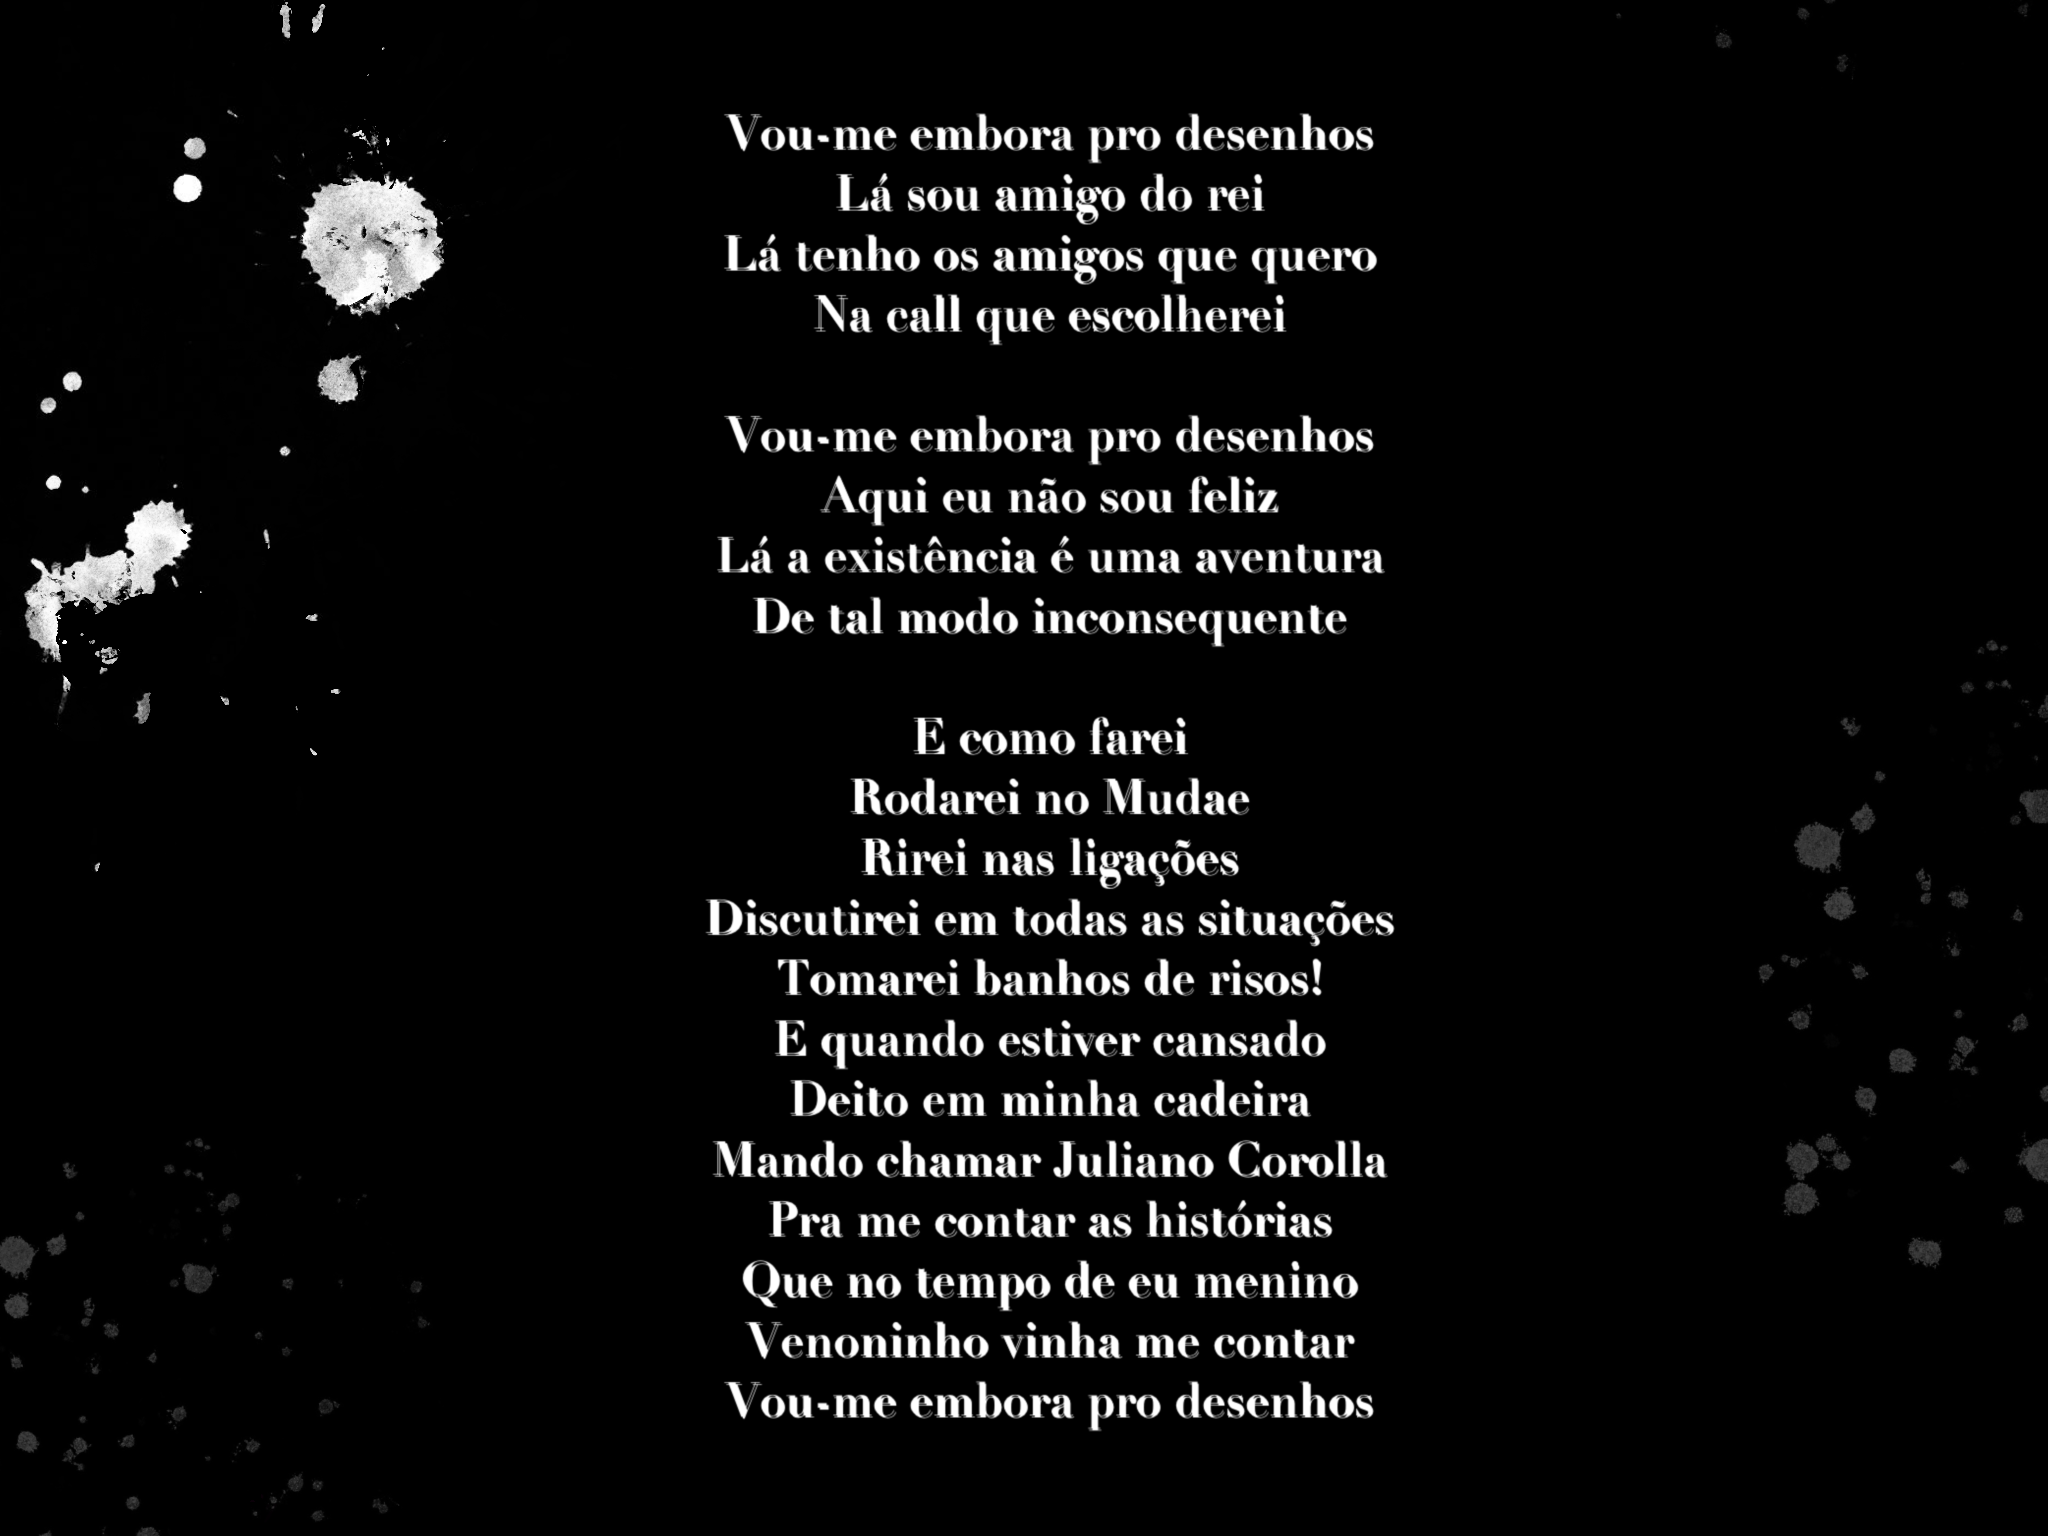 Vou-me embora pro desenhos
Lá sou amigo do rei
Lá tenho os amigos que quero
Na call que escolherei
Vou-me embora pro desenhos
Aqui eu não sou feliz
Lá a existência é uma aventura
De tal modo inconsequente
E como farei
Rodarei no Mudae
Rirei nas ligações
Discutirei em todas as situações
Tomarei banhos de risos!
E quando estiver cansado
Deito em minha cadeira
Mando chamar Juliano Corolla
Pra me contar as histórias
Que no tempo de eu menino
Venoninho vinha me contar
Vou-me embora pro desenhos